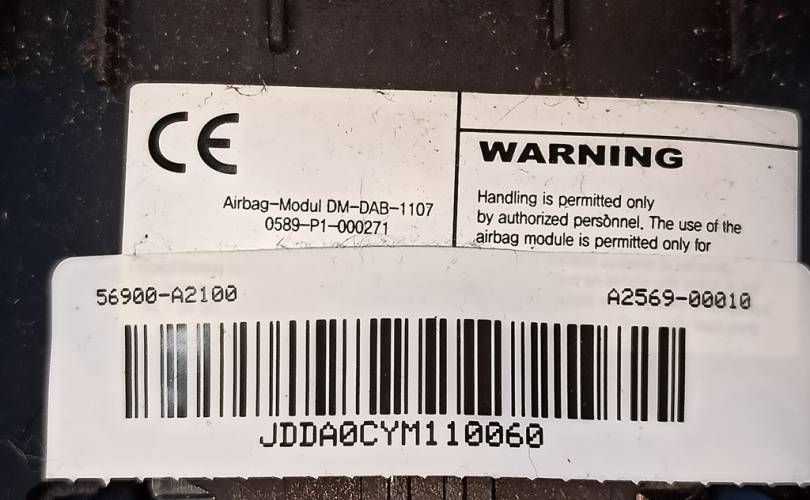 CE
Airbag-Modul DM-DAB-1107
0589-P1-000271
WARNING
Handling is permitted only
by authorized persònnel. The use of the
airbag module is permitted only for
56900-A2100
A2569-00010
JDDA0CYM110060